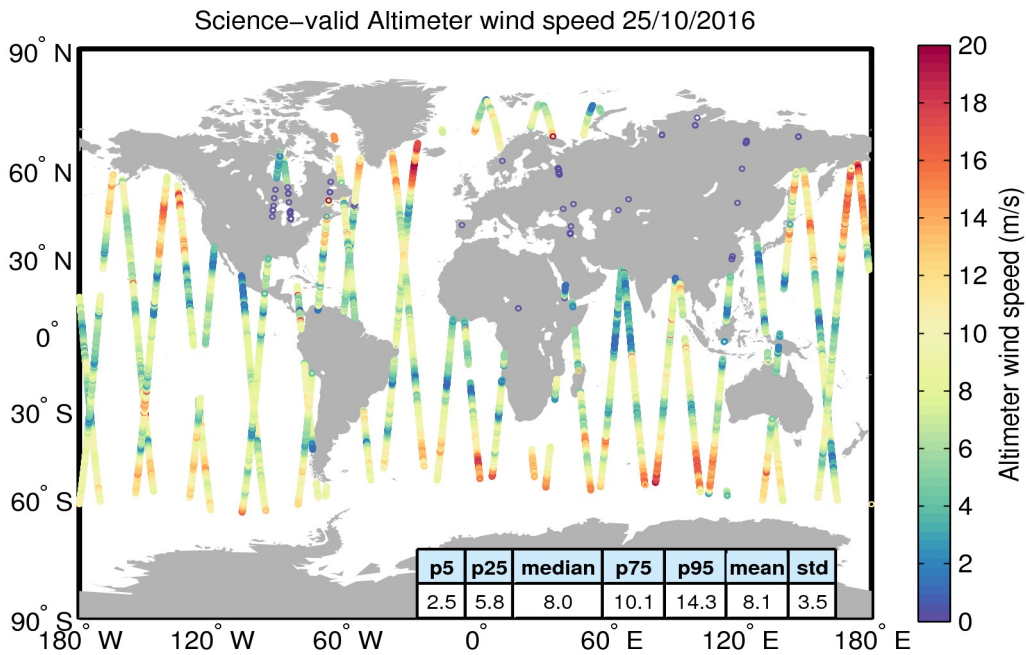 Science−valid Altimeter wind speed 25/10/2016
90° N
60° N
30° N
0°
30° S
60° S
90° S
180° W
120° W
60° W
0°
60° E
120° E
180° E
p5 p25 median p75 p95 mean std
2.5 5.8 8.0 10.1 14.3 8.1 3.5
20
18
16
14
12
10
8
6
4
2
0
Altimeter wind speed (m/s)